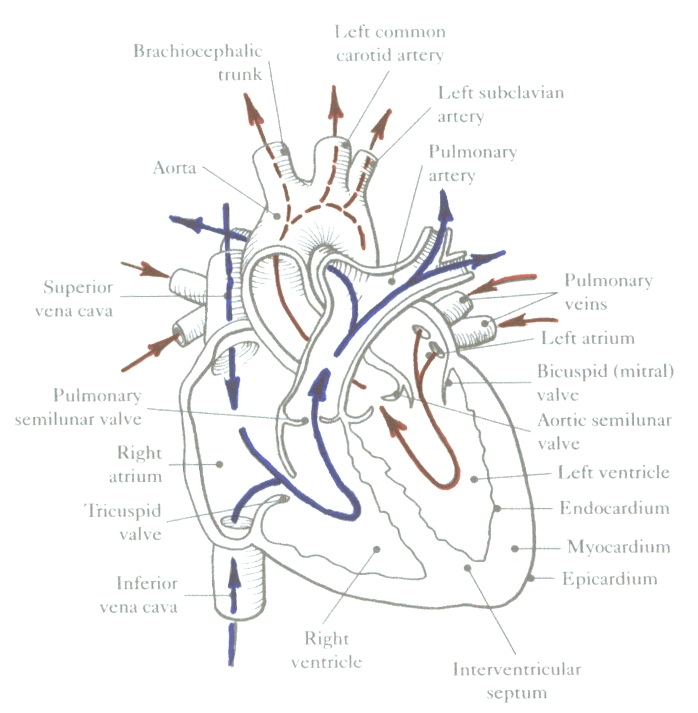 Left common
carotid artery
Brachiocephalic
trunk
Left subclavian
artery
Pulmonary
artery
Aorta
Superior
vena cava
Pulmonary
veins
Left atrium
Bicuspid (mitral)
valve
Pulmonary
semilunar valve
Aortic semilunar
valve
Right
atrium
Left ventricle
Tricuspid
valve
Endocardium
Myocardium
Epicardium
Inferior
vena cava
Right
ventricle
Interventricular
septum